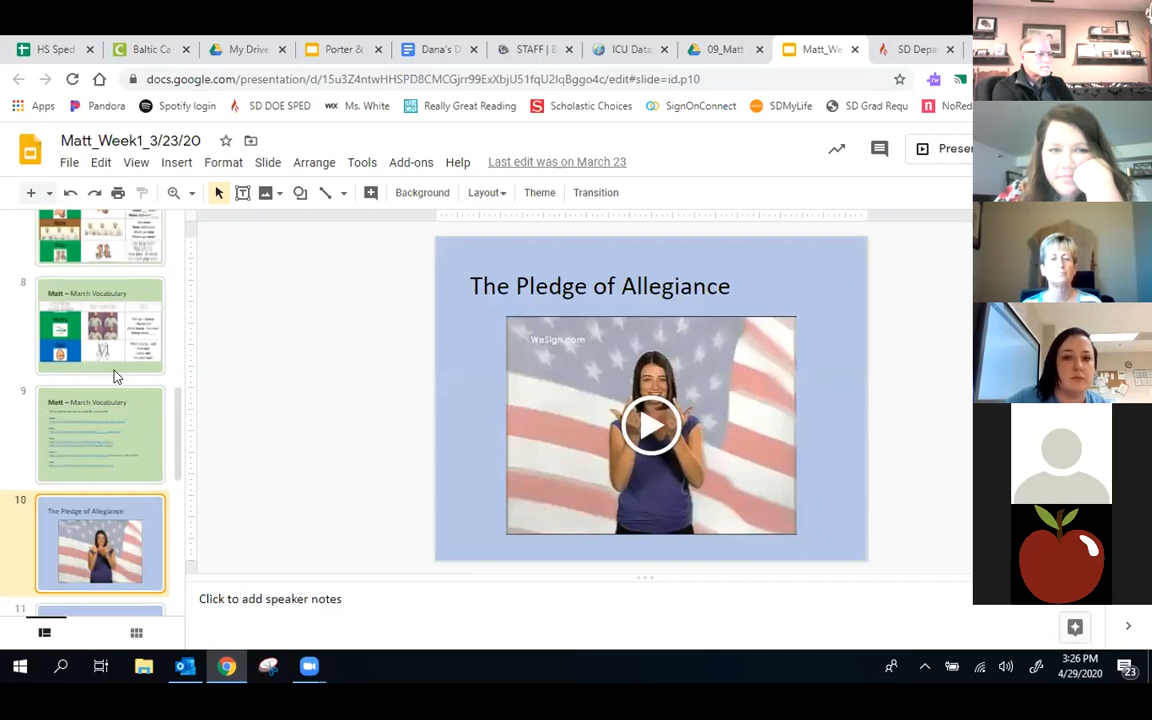 HS Sped
Baltic Ca
My Drive
Porter &
Dana's D
STAFF | B
ICU Data
09_Matt
Matt_We
SD Depa
docs.google.com/presentation/d/15u3Z4ntwHHSPD8CMCGjrr99ExXbjU51fqU2IqBggo4c/edit#slide=id.p10
Apps
Pandora
Spotify login
SD DOE SPED
WIX Ms. White
Really Great Reading
Scholastic Choices
SignOnConnect
SDMyLife
SD Grad Requ
NoRed
Matt_Week1_3/23/20
File Edit View Insert Format Slide Arrange Tools Add-ons Help Last edit was on March 23
Presen
Background Layout Theme Transition
8
Matt – March Vocabulary
9
Matt – March Vocabulary
10
The Pledge of Allegiance
11
The Pledge of Allegiance
WeSign.com
Click to add speaker notes
3:26 PM
4/29/2020
23